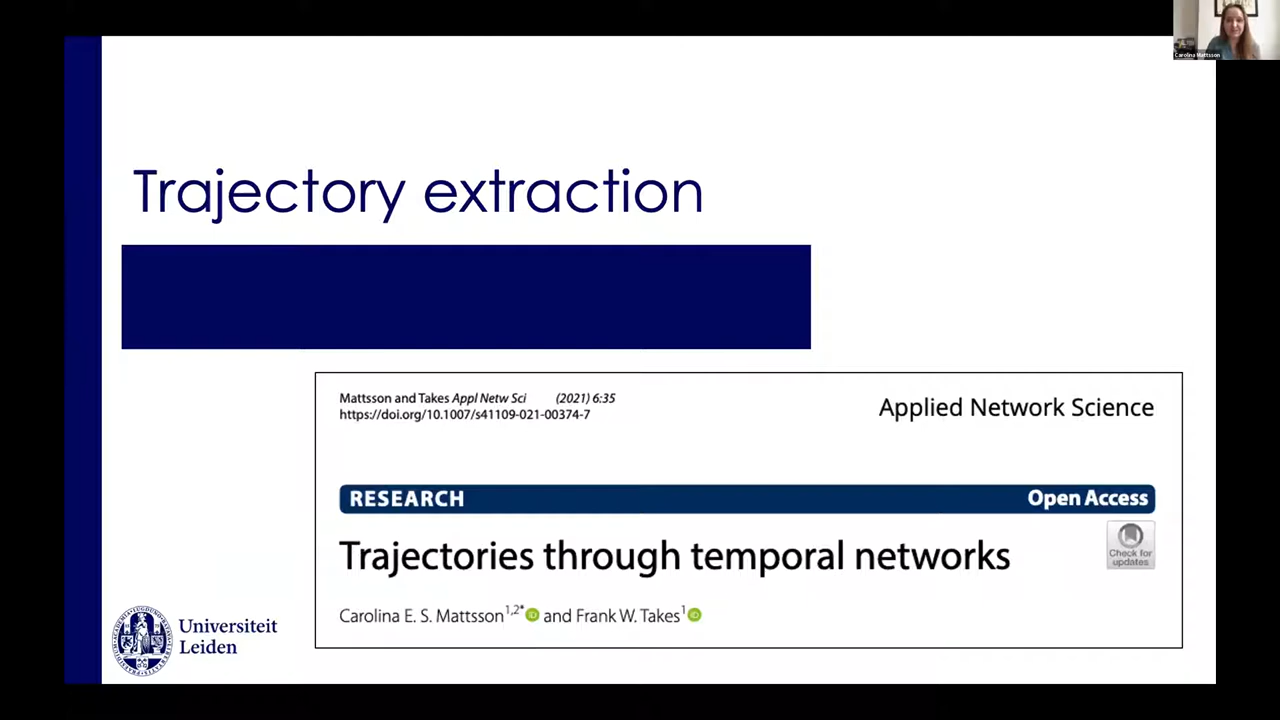 Carolina Mattsson
Trajectory extraction
Mattsson and Takes Appl Netw Sci (2021) 6:35
https://doi.org/10.1007/s41109-021-00374-7
Applied Network Science
RESEARCH
Open Access
Trajectories through temporal networks
Check for
updates
Carolina E. S. Mattsson1,2* and Frank W. Takes1
iD
iD
Universiteit
Leiden